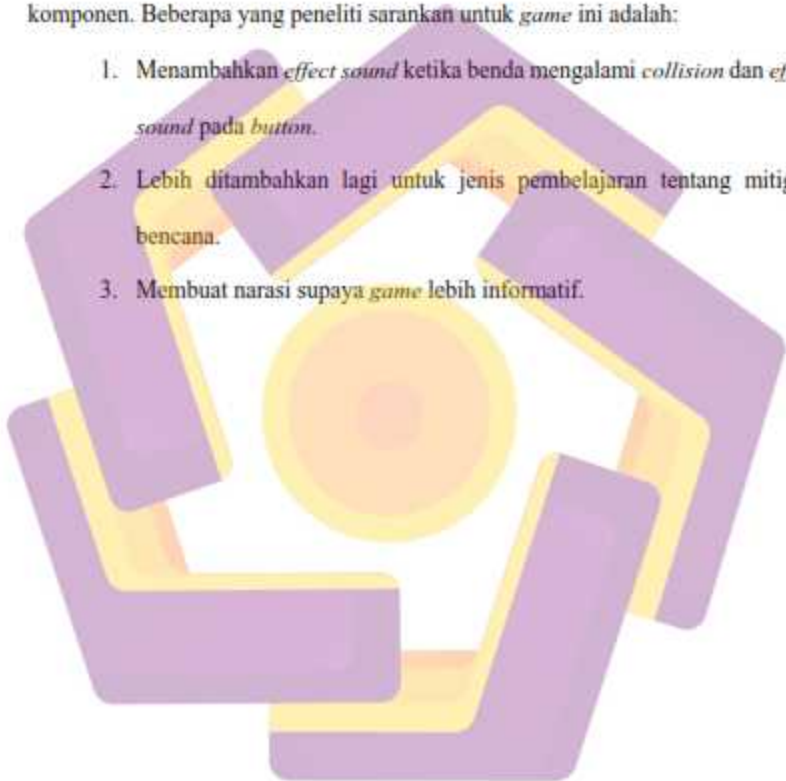 komponen. Beberapa yang peneliti sarankan untuk game ini adalah:
1. Menambahkan effect sound ketika benda mengalami collision dan
sound pada button.
2. Lebih ditambahkan lagi untuk jenis pembelajaran tentang
bencana.
3. Membuat narasi supaya game lebih informatif.